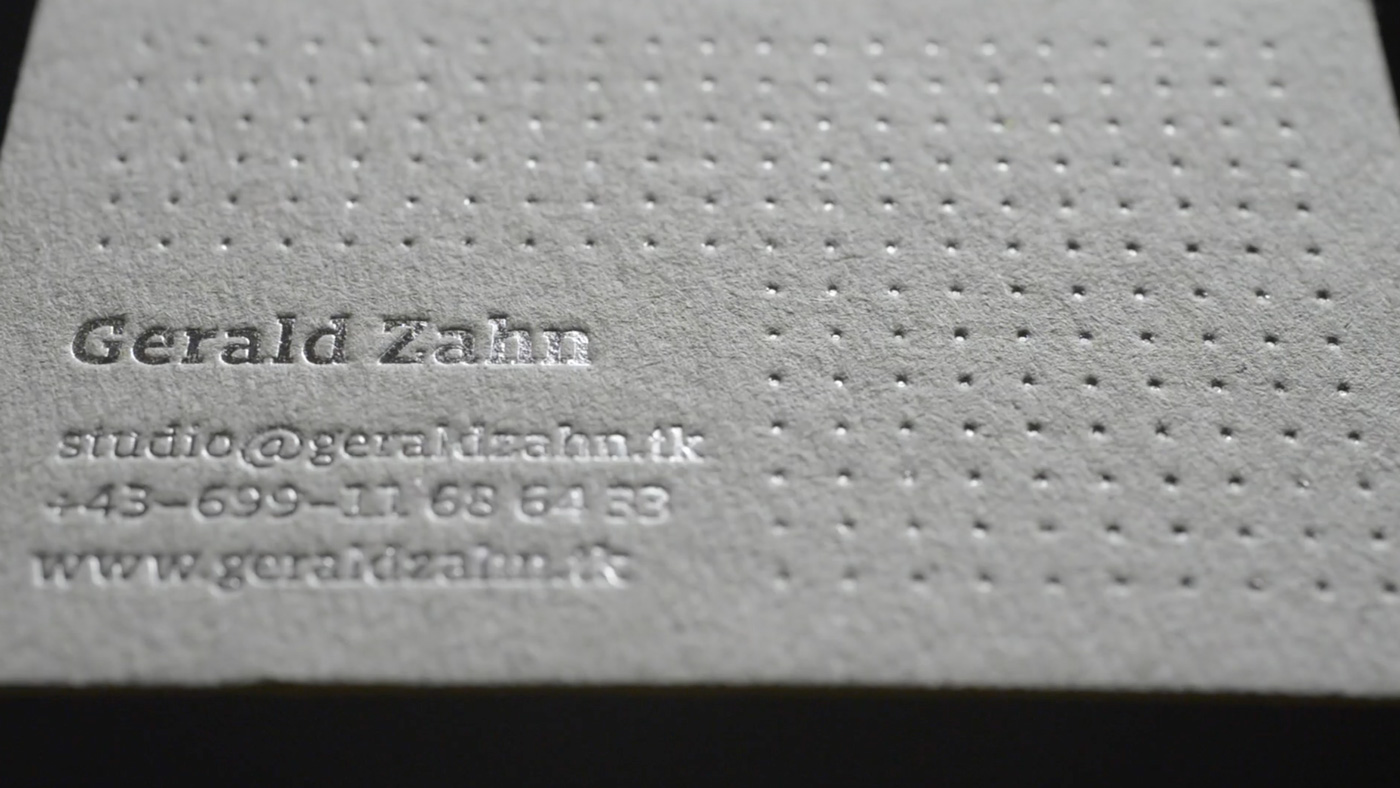 Gerald Zahn
studio@geraldzahn.tk
+43-699-11 68 64 33
www.geraldzahn.tk